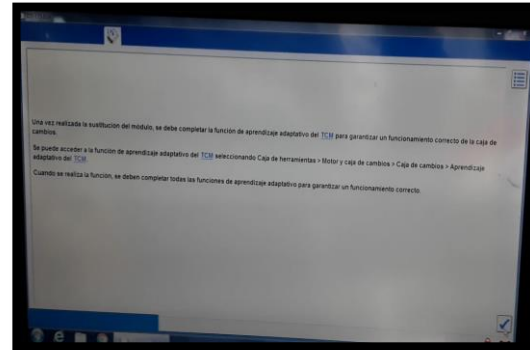 Una vez realizada la sustitución del módulo, se debe completar la función de aprendizaje adaptativo del TCM para garantizar un funcionamiento correcto de la caja de
cambios.
Se puede acceder a la función de aprendizaje adaptativo del TCM seleccionando Caja de herramientas > Motor y caja de cambios > Caja de cambios > Aprendizaje
adaptativo del TCM.
Cuando se realiza la función, se deben completar todas las funciones de aprendizaje adaptativo para garantizar un funcionamiento correcto.